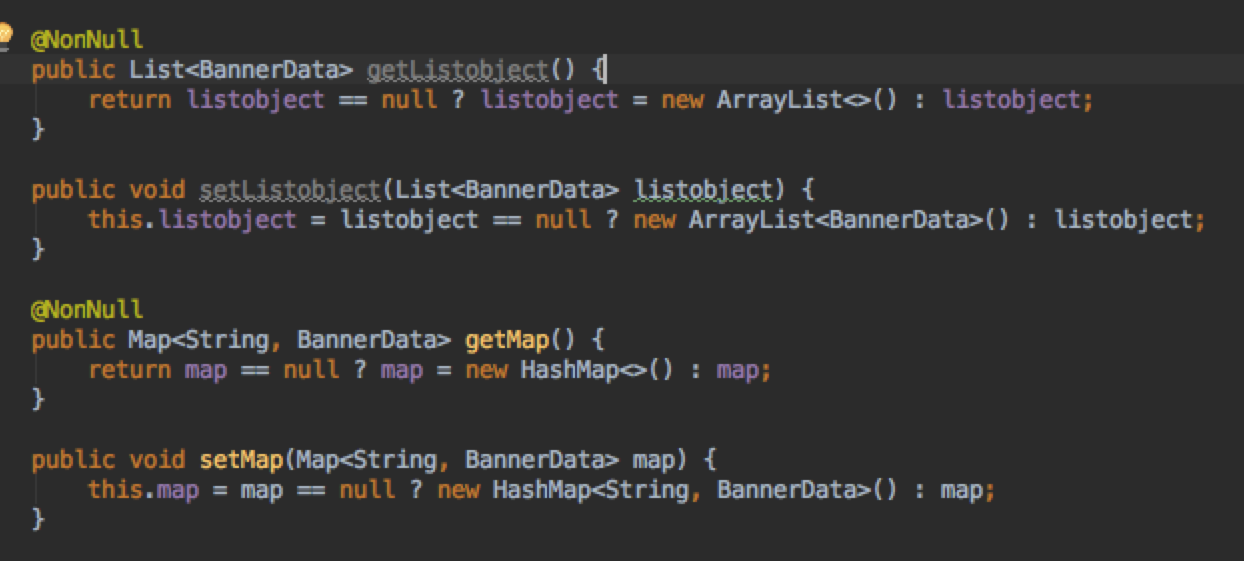 @NonNull
public List<BannerData> getListobject() {
return listobject == null ? listobject = new ArrayList<>() : listobject;
}
public void setListobject(List<BannerData> listobject) {
this.listobject = listobject == null ? new ArrayList<BannerData>() : listobject;
}
@NonNull
public Map<String, BannerData> getMap() {
return map == null ? map = new HashMap<>() : map;
}
public void setMap(Map<String, BannerData> map) {
this.map = map == null ? new HashMap<String, BannerData>() : map;
}